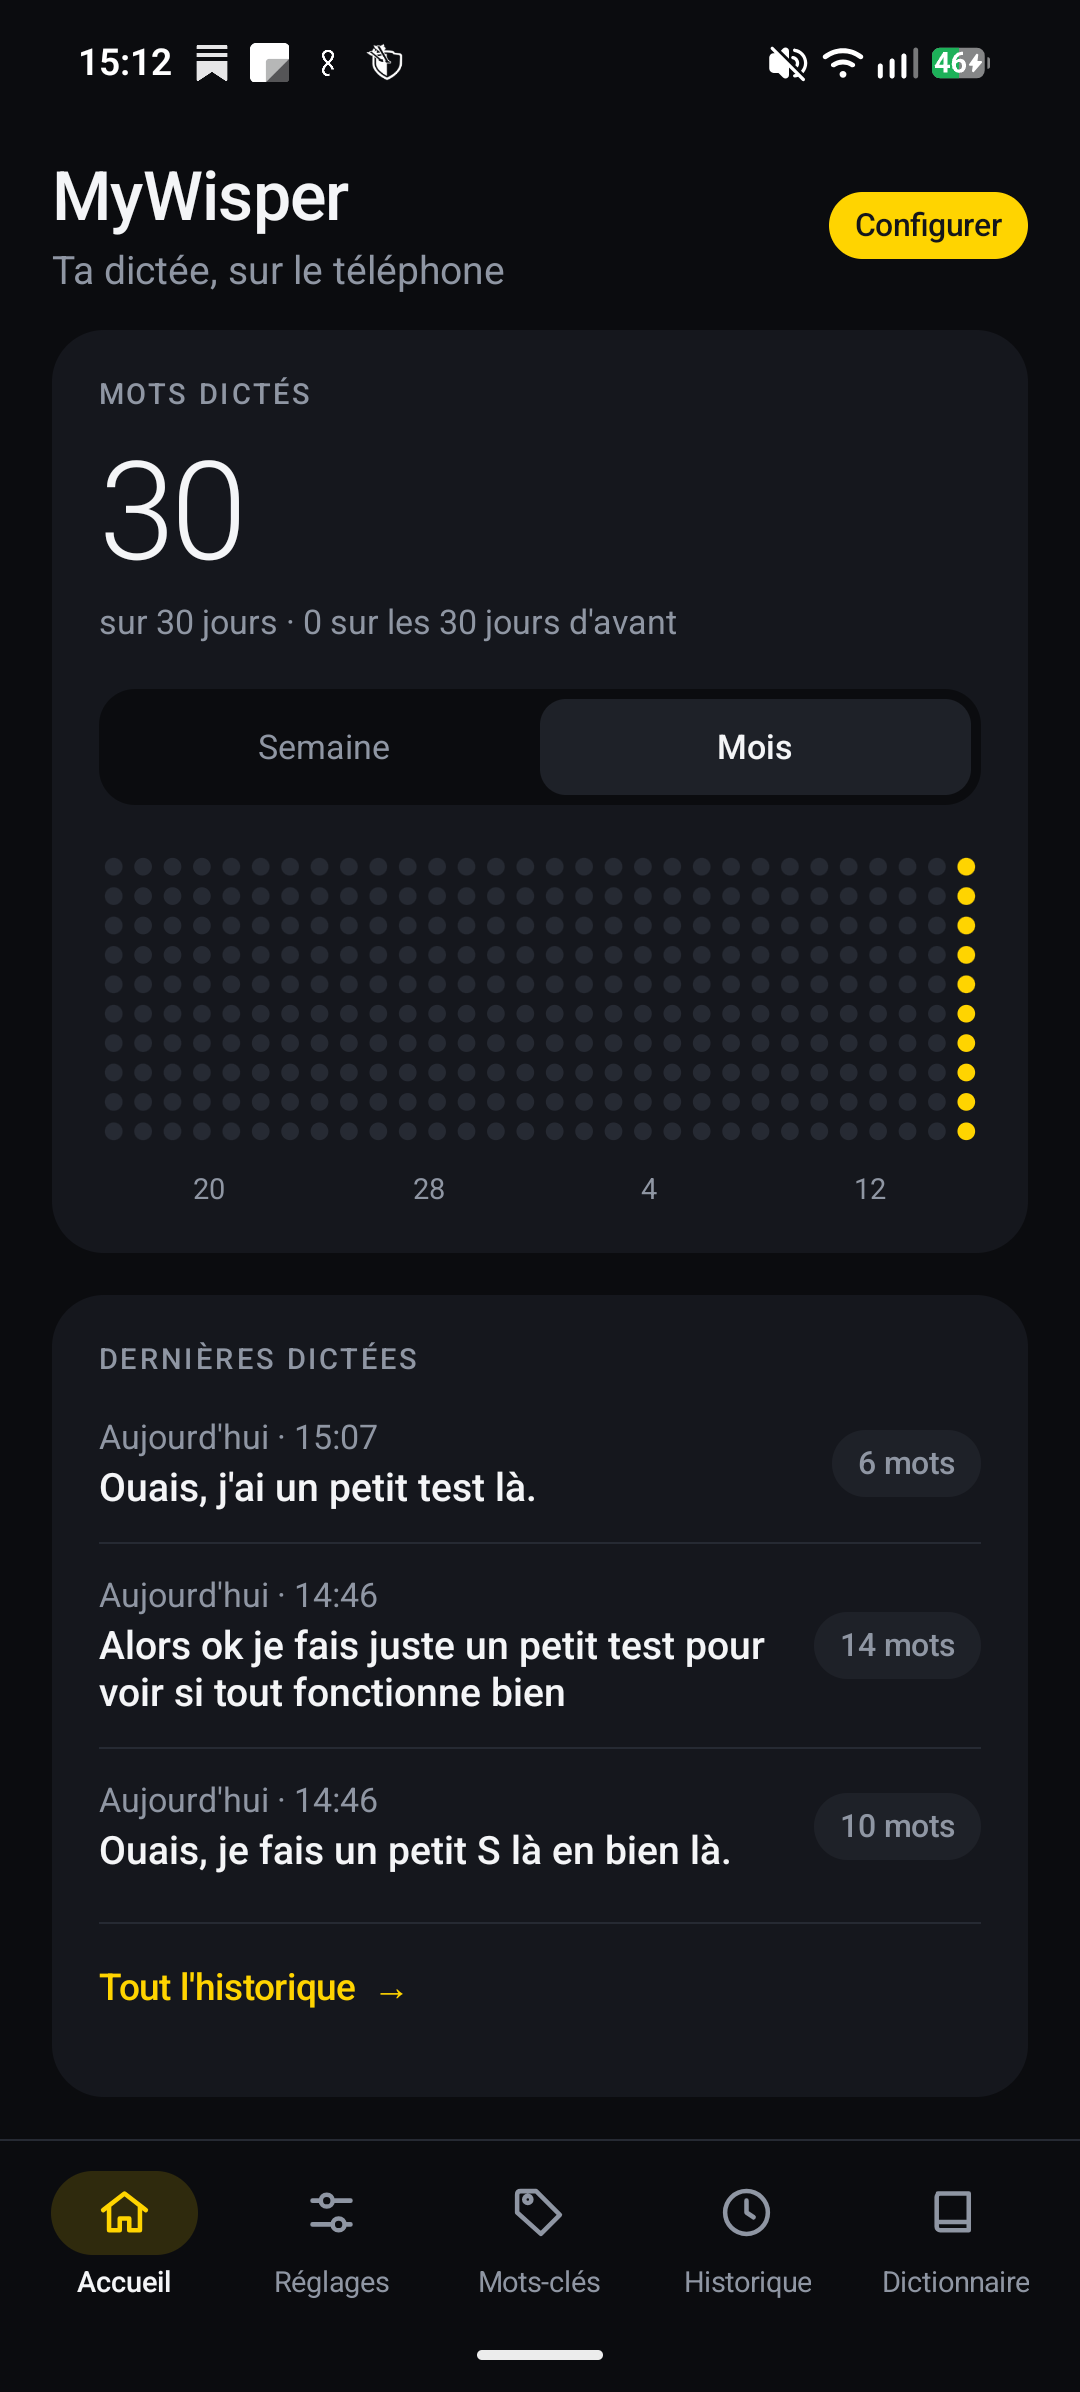 15:12
46
MyWisper
Ta dictée, sur le téléphone
Configurer
MOTS DICTÉS
30
sur 30 jours · 0 sur les 30 jours d'avant
Semaine
Mois
20 28 4 12
DERNIÈRES DICTÉES
Aujourd'hui · 15:07
Ouais, j'ai un petit test là.
6 mots
Aujourd'hui · 14:46
Alors ok je fais juste un petit test pour
voir si tout fonctionne bien
14 mots
Aujourd'hui · 14:46
Ouais, je fais un petit S là en bien là.
10 mots
Tout l'historique →
Accueil
Réglages
Mots-clés
Historique
Dictionnaire